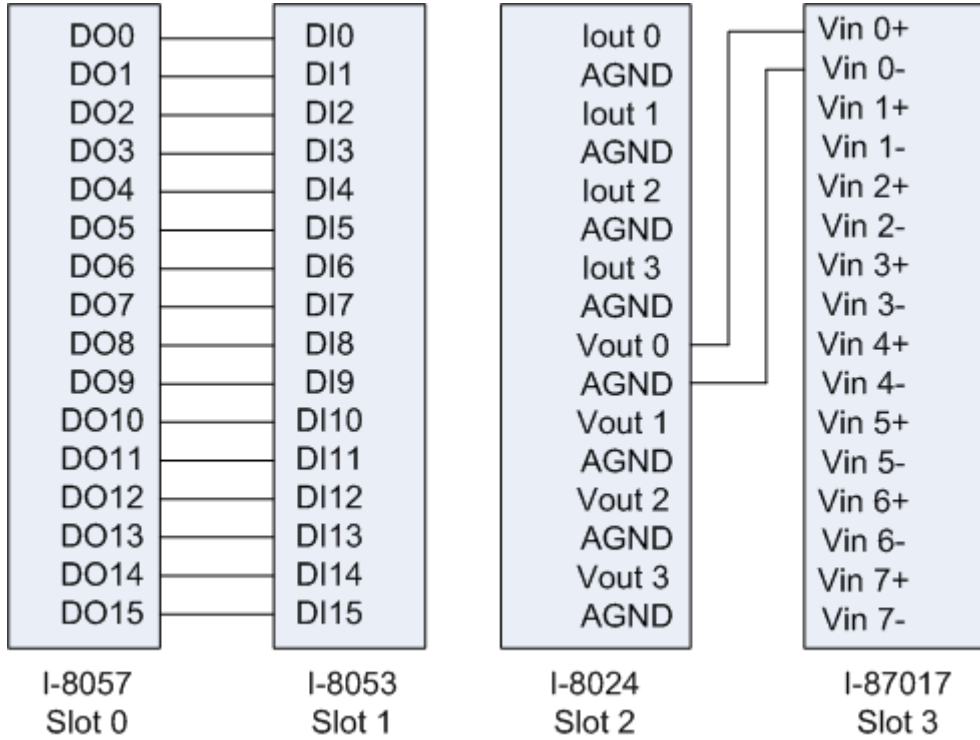 DO0
DO1
DO2
DO3
DO4
DO5
DO6
DO7
DO8
DO9
DO10
DO11
DO12
DO13
DO14
DO15
I-8057
Slot 0
DI0
DI1
DI2
DI3
DI4
DI5
DI6
DI7
DI8
DI9
DI10
DI11
DI12
DI13
DI14
DI15
I-8053
Slot 1
Iout 0
AGND
Iout 1
AGND
Iout 2
AGND
Iout 3
AGND
Vout 0
AGND
Vout 1
AGND
Vout 2
AGND
Vout 3
AGND
I-8024
Slot 2
Vin 0+
Vin 0-
Vin 1+
Vin 1-
Vin 2+
Vin 2-
Vin 3+
Vin 3-
Vin 4+
Vin 4-
Vin 5+
Vin 5-
Vin 6+
Vin 6-
Vin 7+
Vin 7-
I-87017
Slot 3